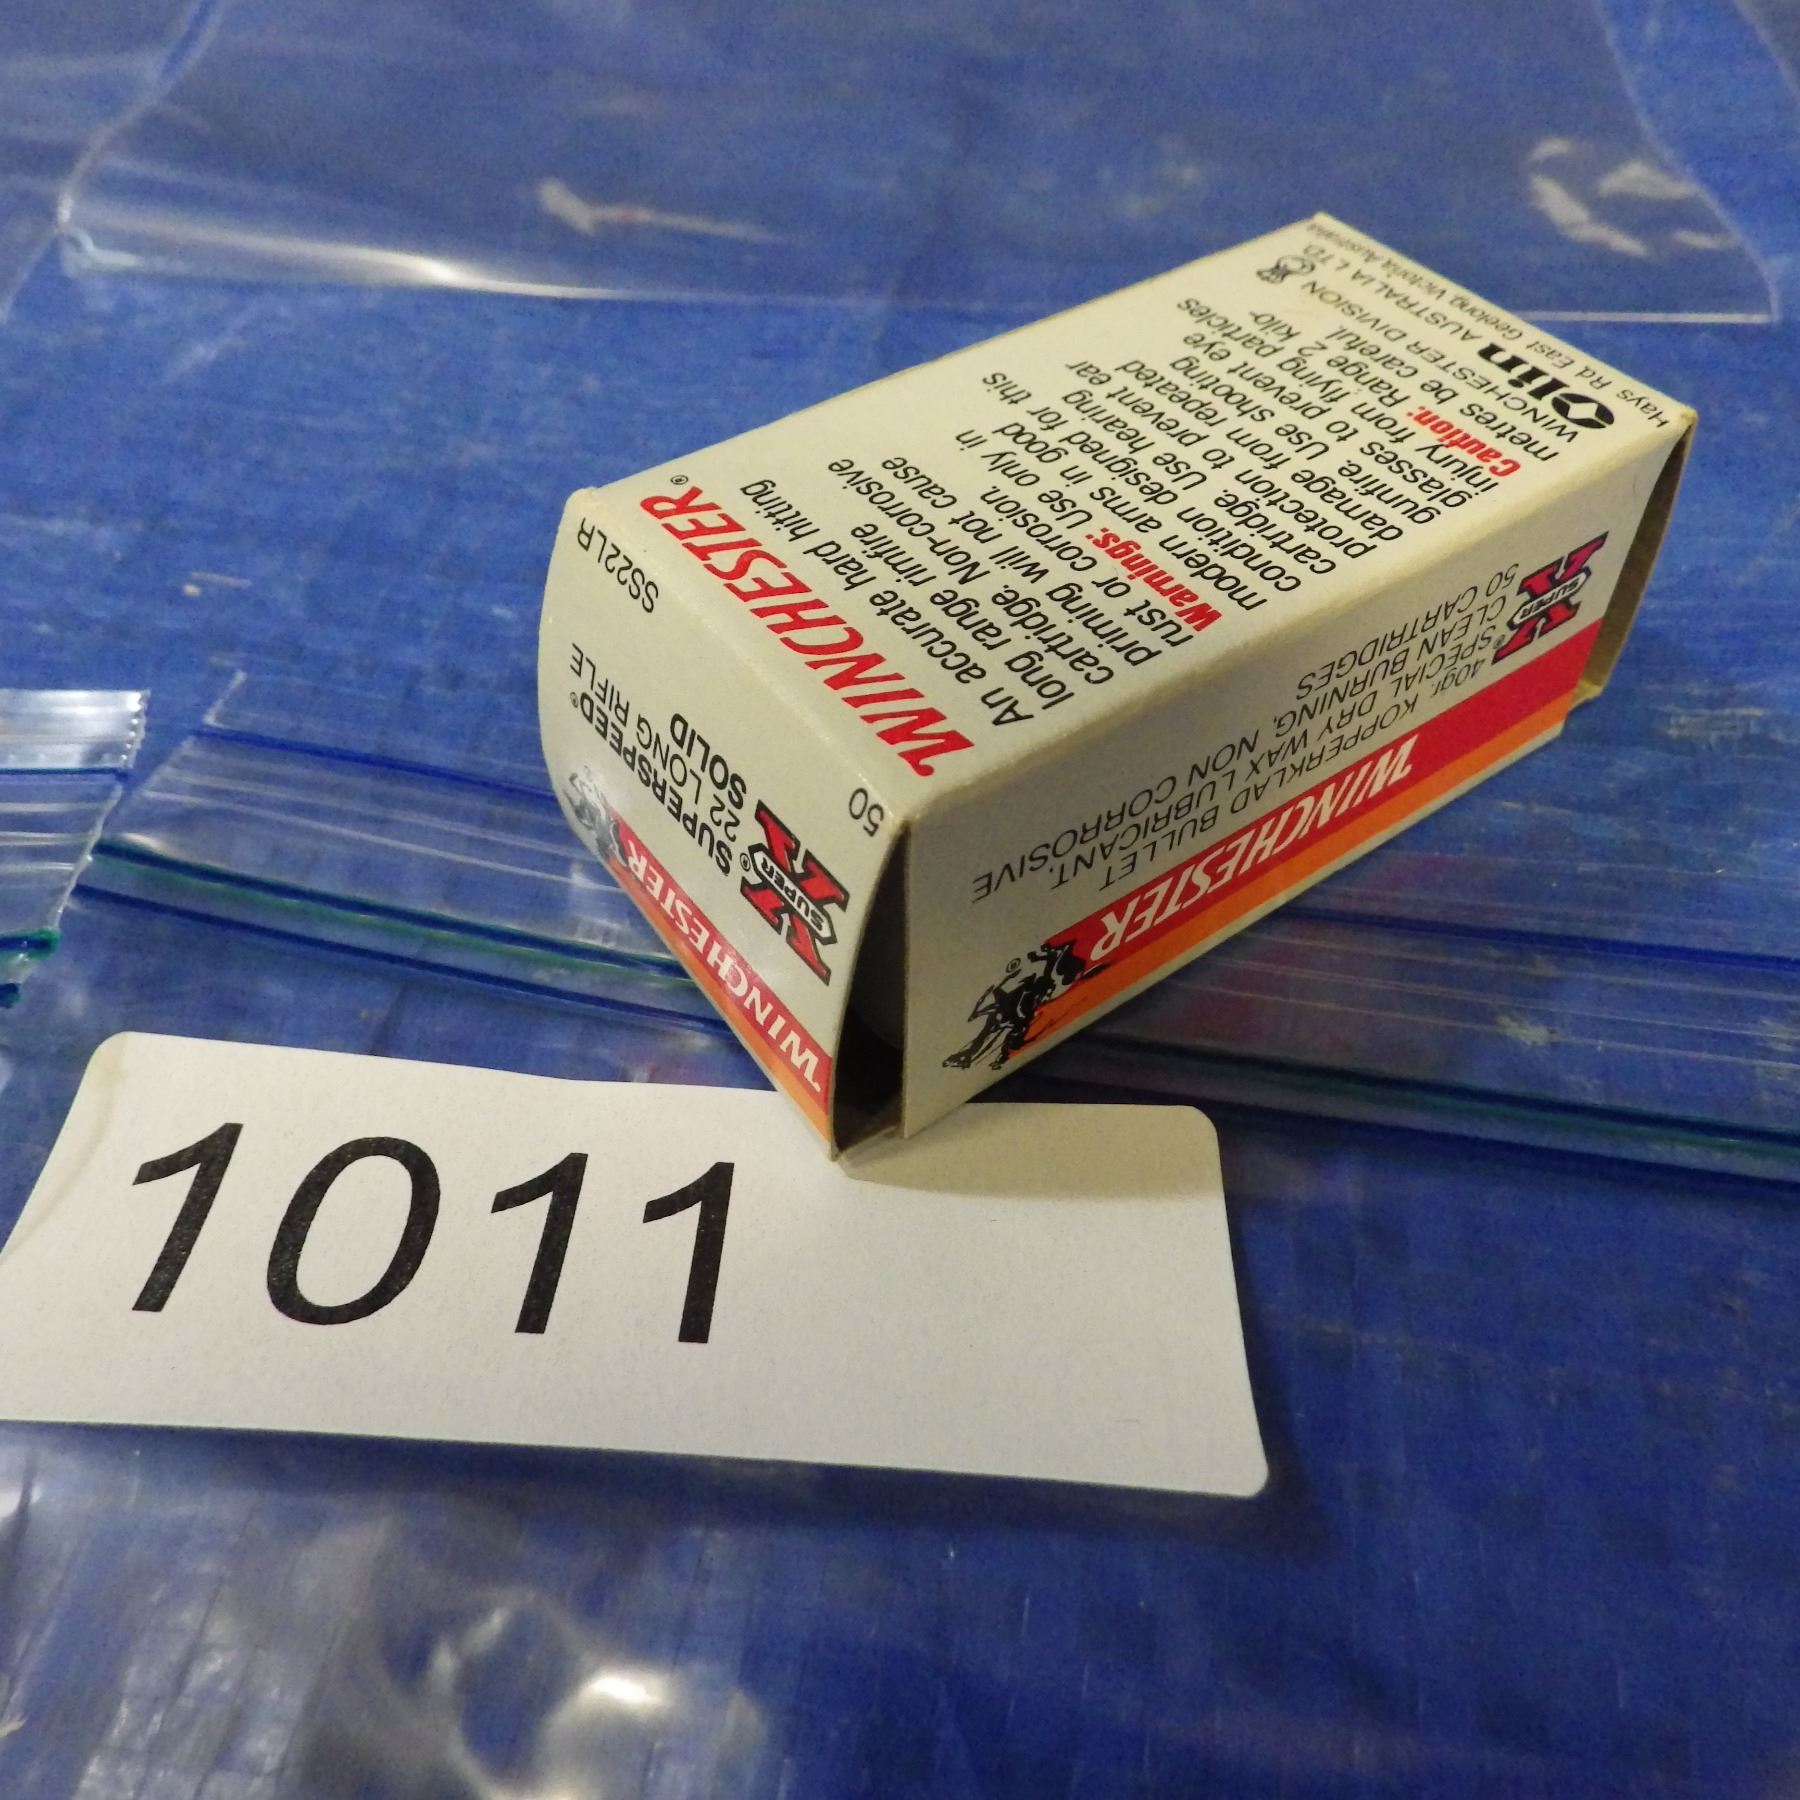 WINCHESTER®
An accurate hard hitting
long range rimfire
cartridge. Non-corrosive
priming will not cause
rust or corrosion.
Warnings: Use only in
modern arms in good
condition designed for this
cartridge. Use hearing
protection to prevent ear
damage from repeated
gunfire. Use shooting
glasses to prevent eye
injury from flying particles
Caution: Range 2 kilo-
metres be careful.
WINCHESTER DIVISION
Olin AUSTRALIA LTD.
Hays Rd. East Geelong Victoria Australia
SS22LR
50
SUPERSPEED®
22 LONG RIFLE
SOLID
SUPER X®
WINCHESTER
SUPER X®
40gr. KOPPERKLAD BULLET
SPECIAL DRY WAX LUBRICANT.
CLEAN BURNING, NON CORROSIVE
50 CARTRIDGES
WINCHESTER
®
1011